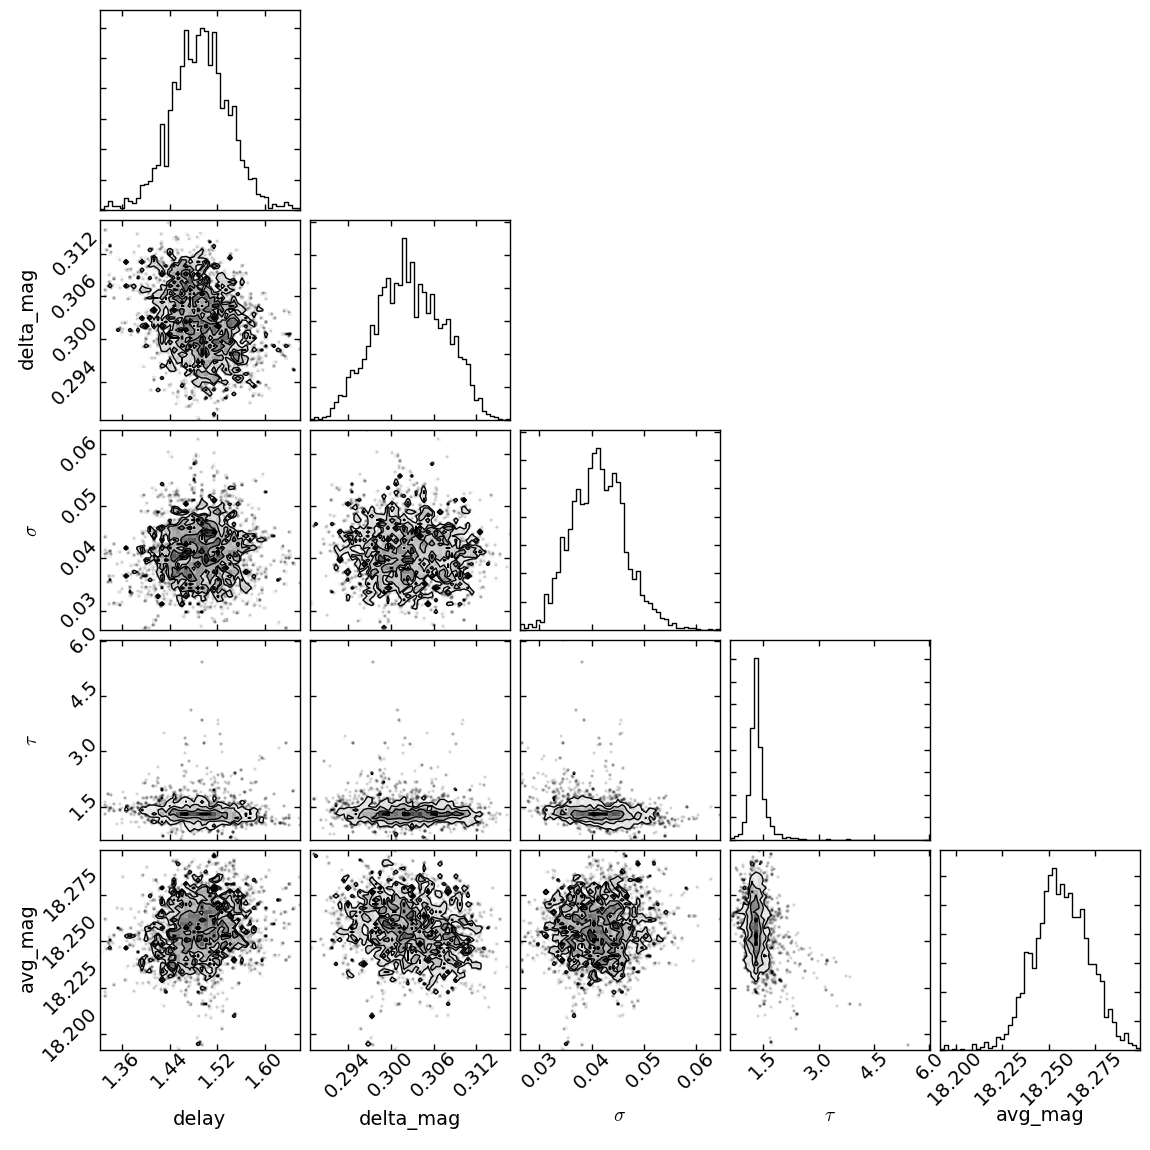 0.312
0.306
0.300
0.294
delta_mag
0.06
0.05
0.04
0.03
σ
6.0
4.5
3.0
1.5
τ
18.275
18.250
18.225
18.200
avg_mag
1.36 1.44 1.52 1.60
0.294 0.300 0.306 0.312
0.03 0.04 0.05 0.06
1.5 3.0 4.5 6.0
18.200 18.225 18.250 18.275
delay delta_mag σ τ avg_mag